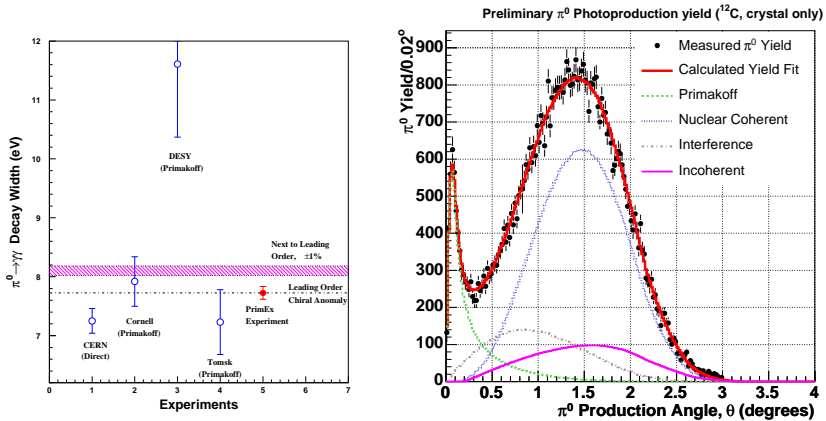 π⁰→γγ Decay Width (eV)
12
11
10
9
8
7
0
1
2
3
4
5
6
7
Experiments
DESY
(Primakoff)
Next to Leading
Order, ±1%
Leading Order
Chiral Anomaly
PrimEx
Experiment
Cornell
(Primakoff)
CERN
(Direct)
Tomsk
(Primakoff)
Preliminary π⁰ Photoproduction yield (¹²C, crystal only)
π⁰ Yield/0.02°
900
800
700
600
500
400
300
200
100
0
0
0.5
1
1.5
2
2.5
3
3.5
4
π⁰ Production Angle, θ (degrees)
Measured π⁰ Yield
Calculated Yield Fit
Primakoff
Nuclear Coherent
Interference
Incoherent